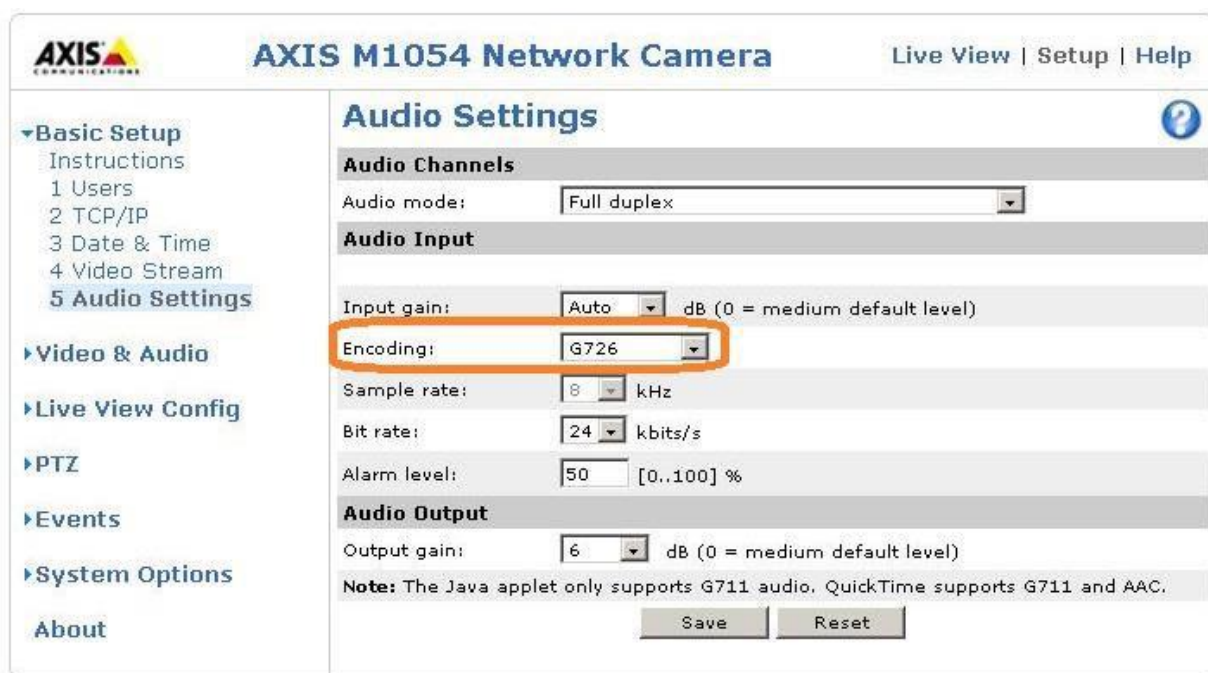 AXIS COMMUNICATIONS
AXIS M1054 Network Camera
Live View | Setup | Help
Basic Setup
Instructions
1 Users
2 TCP/IP
3 Date & Time
4 Video Stream
5 Audio Settings
Video & Audio
Live View Config
PTZ
Events
System Options
About
Audio Settings
?
Audio Channels
Audio mode: Full duplex
Audio Input
Input gain: Auto dB (0 = medium default level)
Encoding: G726
Sample rate: 8 kHz
Bit rate: 24 kbits/s
Alarm level: 50 [0..100] %
Audio Output
Output gain: 6 dB (0 = medium default level)
Note: The Java applet only supports G711 audio. QuickTime supports G711 and AAC.
Save Reset